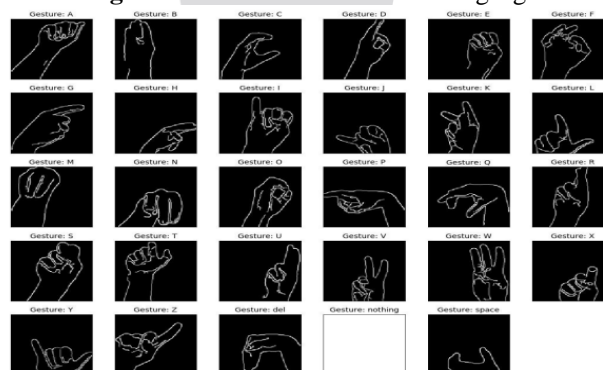 Gesture: A Gesture: B Gesture: C Gesture: D Gesture: E Gesture: F
Gesture: G Gesture: H Gesture: I Gesture: J Gesture: K Gesture: L
Gesture: M Gesture: N Gesture: O Gesture: P Gesture: Q Gesture: R
Gesture: S Gesture: T Gesture: U Gesture: V Gesture: W Gesture: X
Gesture: Y Gesture: Z Gesture: del Gesture: nothing Gesture: space